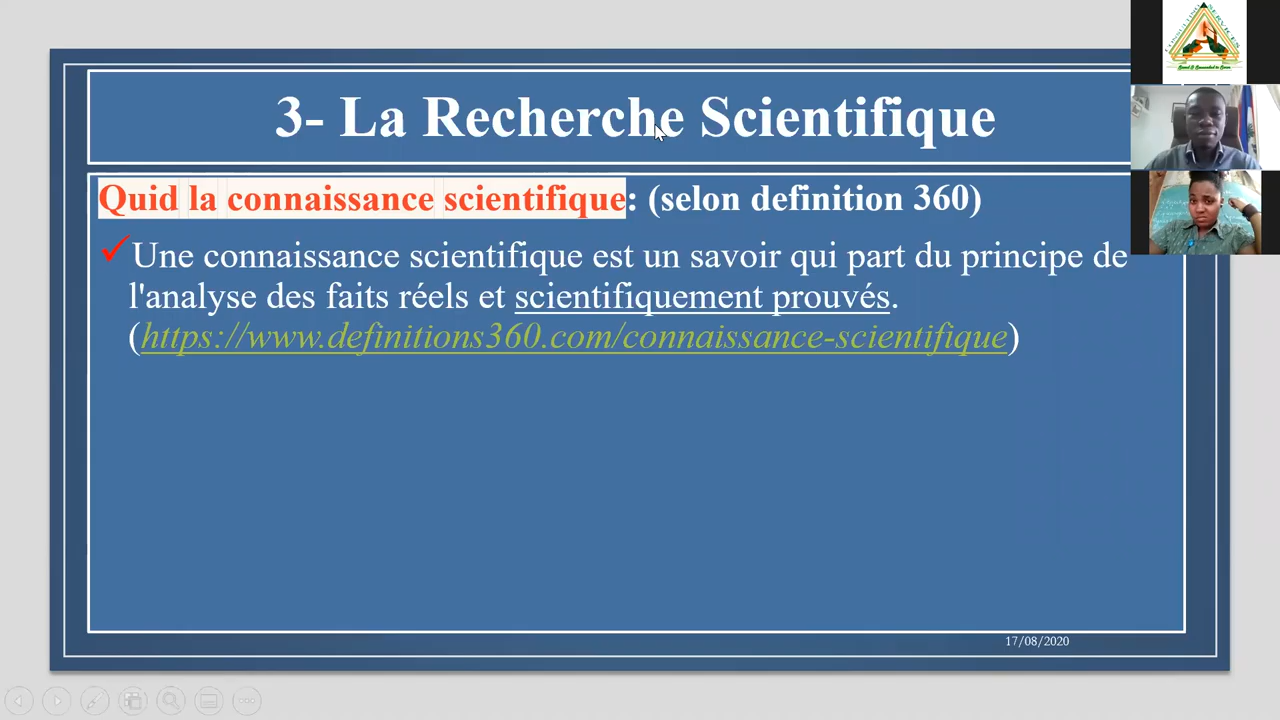 3- La Recherche Scientifique
Quid la connaissance scientifique: (selon definition 360)
Une connaissance scientifique est un savoir qui part du principe de
l'analyse des faits réels et scientifiquement prouvés.
(https://www.definitions360.com/connaissance-scientifique)
17/08/2020